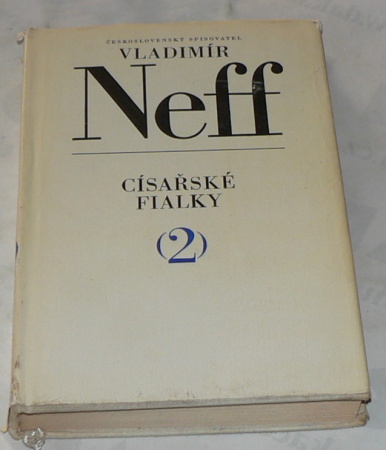 ČESKOSLOVENSKÝ SPISOVATEL
VLADIMÍR
Neff
CÍSAŘSKÉ
FIALKY
(2)